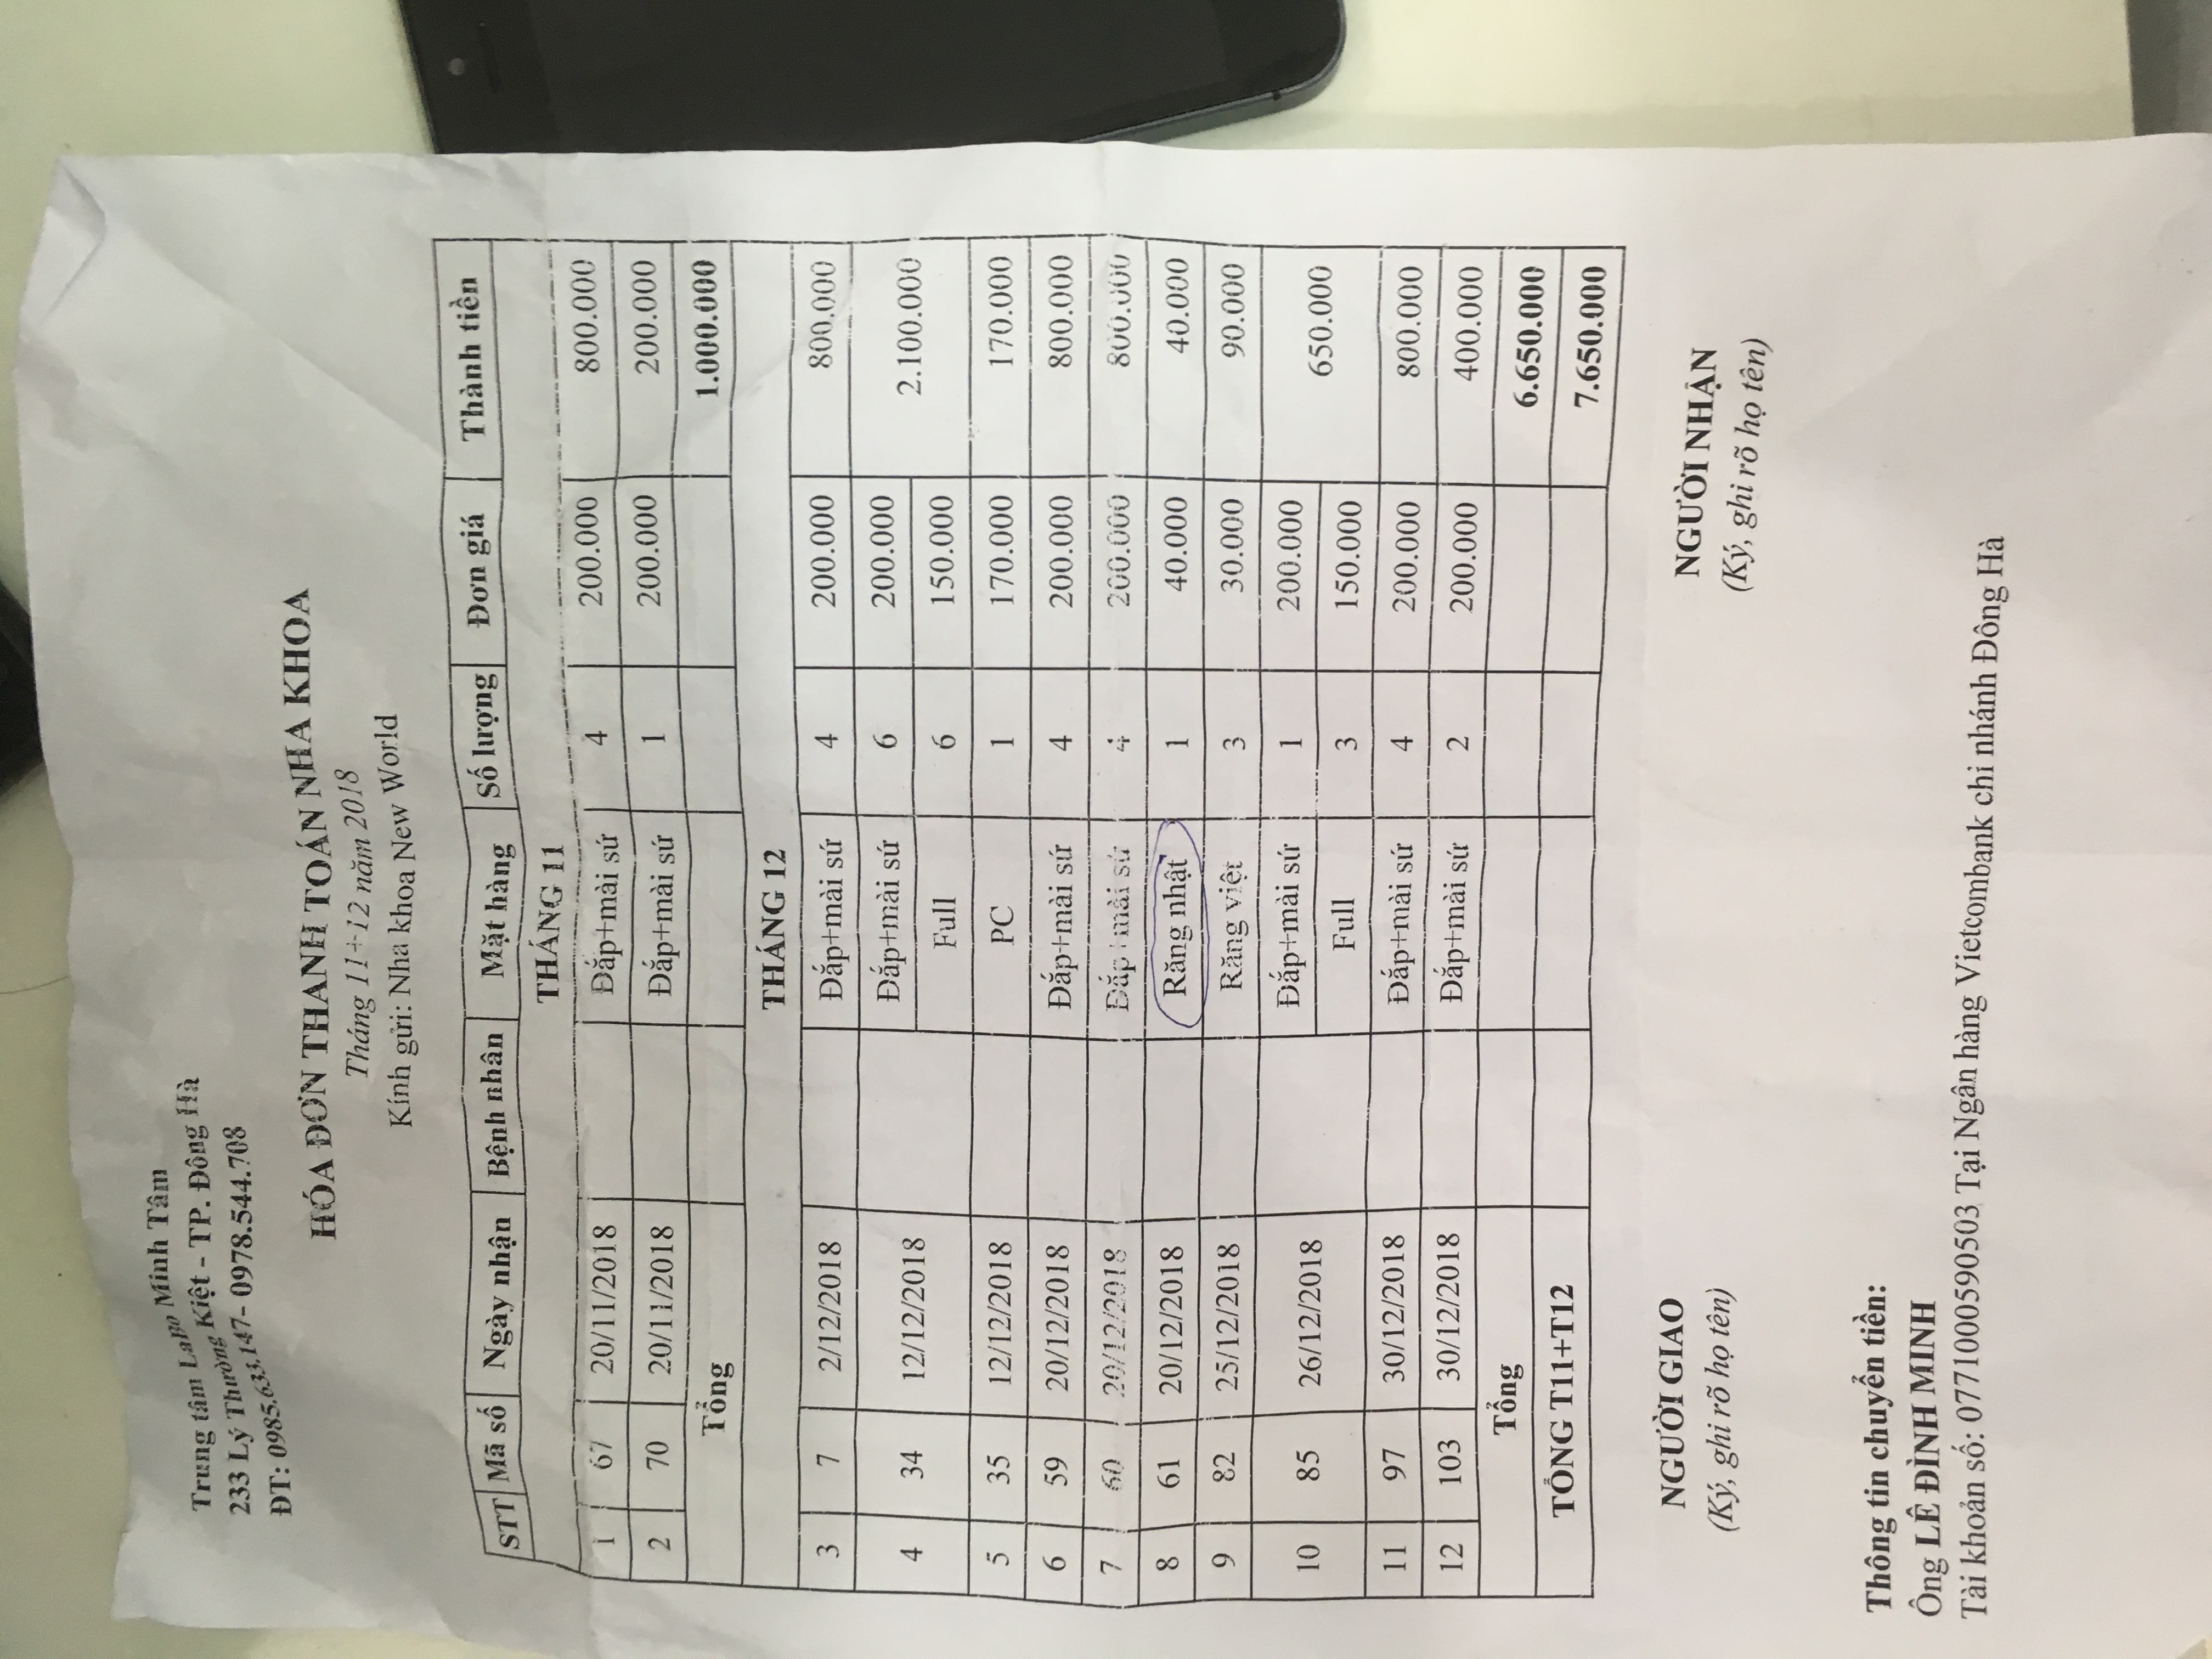 Trung tâm LaBo Minh Tâm
233 Lý Thường Kiệt - TP. Đông Hà
ĐT: 0985.633.147- 0978.544.708
HÓA ĐƠN THANH TOÁN NHA KHOA
Tháng 11+12 năm 2018
Kính gửi: Nha khoa New World
STT Mã số Ngày nhận Bệnh nhân Mặt hàng Số lượng Đơn giá Thành tiền
THÁNG 11
1 67 20/11/2018 Đắp+mài sứ 4 200.000 800.000
2 70 20/11/2018 Đắp+mài sứ 1 200.000 200.000
Tổng 1.000.000
THÁNG 12
3 7 2/12/2018 Đắp+mài sứ 4 200.000 800.000
4 34 12/12/2018 Đắp+mài sứ 6 200.000 2.100.000
Full 6 150.000
5 35 12/12/2018 PC 1 170.000 170.000
6 59 20/12/2018 Đắp+mài sứ 4 200.000 800.000
7 60 20/12/2018 Đắp+mài sứ 4 200.000 800.000
8 61 20/12/2018 Răng nhật 1 40.000 40.000
9 82 25/12/2018 Răng việt 3 30.000 90.000
10 85 26/12/2018 Đắp+mài sứ 1 200.000 650.000
Full 3 150.000
11 97 30/12/2018 Đắp+mài sứ 4 200.000 800.000
12 103 30/12/2018 Đắp+mài sứ 2 200.000 400.000
Tổng 6.650.000
TỔNG T11+T12 7.650.000
NGƯỜI GIAO NGƯỜI NHẬN
(Ký, ghi rõ họ tên) (Ký, ghi rõ họ tên)
Thông tin chuyển tiền:
Ông LÊ ĐÌNH MINH
Tài khoản số: 0771000590503 Tại Ngân hàng Vietcombank chi nhánh Đông Hà